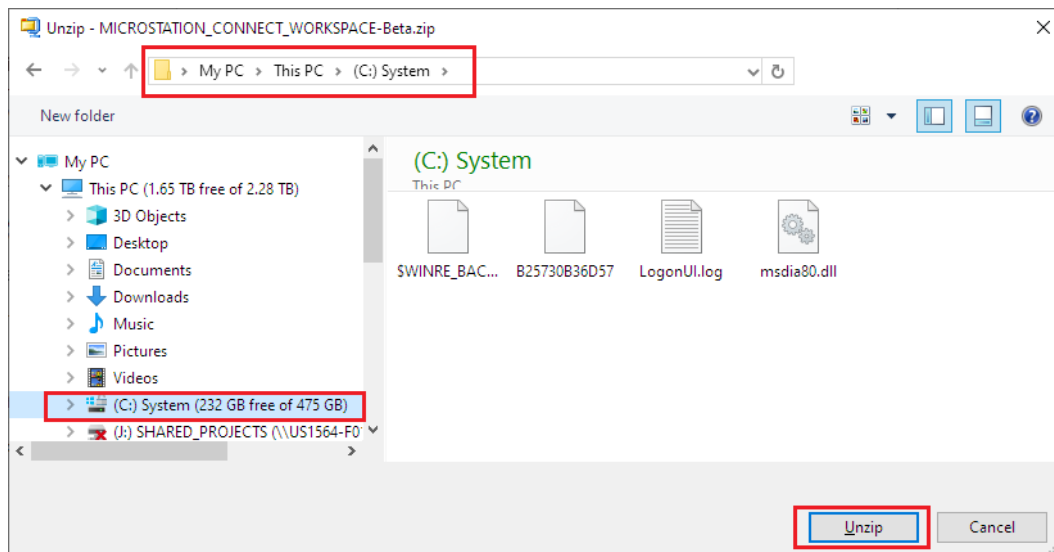 Unzip - MICROSTATION_CONNECT_WORKSPACE-Beta.zip
My PC > This PC > (C:) System >
New folder
My PC
This PC (1.65 TB free of 2.28 TB)
3D Objects
Desktop
Documents
Downloads
Music
Pictures
Videos
(C:) System (232 GB free of 475 GB)
(J:) SHARED_PROJECTS (\\US1564-F0
(C:) System
This PC
$WINRE_BAC... B25730B36D57 LogonUI.log msdia80.dll
Unzip Cancel